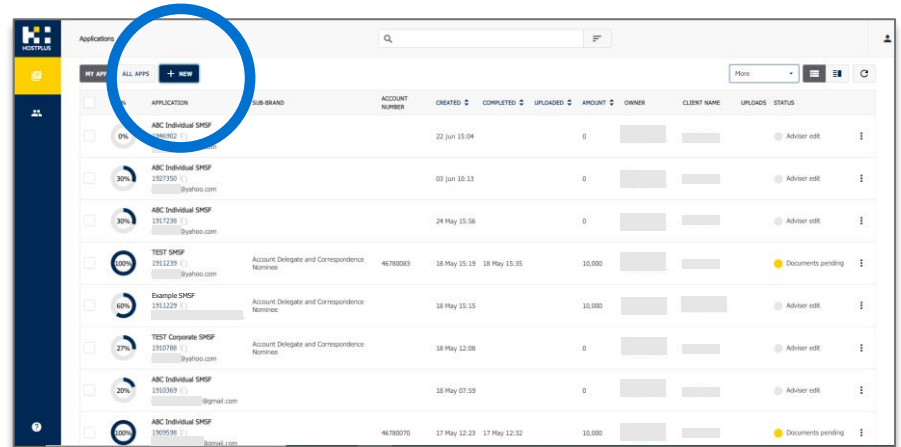 HOSTPLUS
Applications
MY APP
ALL APPS
+ NEW
More
%
APPLICATION
SUB-BRAND
ACCOUNT NUMBER
CREATED
COMPLETED
UPLOADED
AMOUNT
OWNER
CLIENT NAME
UPLOADS
STATUS
ABC Individual SMSF
0% 1986902 22 Jun 15:04 0 Adviser edit
ABC Individual SMSF
30% 1927350 03 Jun 10:13 0 Adviser edit
@yahoo.com
ABC Individual SMSF
30% 1917238 24 May 15:56 0 Adviser edit
@yahoo.com
TEST SMSF
100% 1911239 Account Delegate and Correspondence Nominee 46780083 18 May 15:19 18 May 15:35 10,000 Documents pending
@yahoo.com
Example SMSF
60% 1911229 Account Delegate and Correspondence Nominee 18 May 15:15 10,000 Adviser edit
TEST Corporate SMSF
27% 1910788 Account Delegate and Correspondence Nominee 18 May 12:08 0 Adviser edit
@yahoo.com
ABC Individual SMSF
20% 1910369 18 May 07:59 0 Adviser edit
@gmail.com
ABC Individual SMSF
100% 1909598 46780070 17 May 12:23 17 May 12:32 10,000 Documents pending
@gmail.com